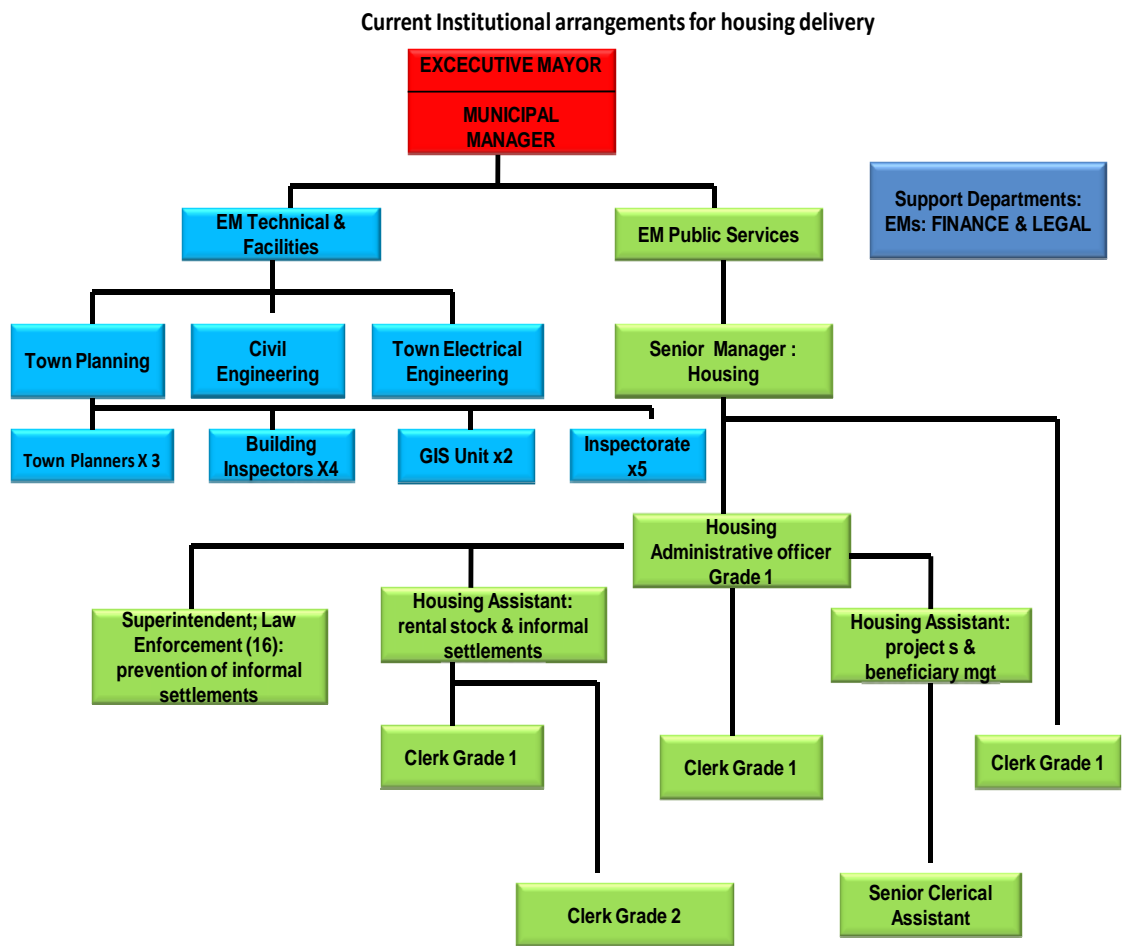 Current Institutional arrangements for housing delivery
EXCECUTIVE MAYOR
MUNICIPAL
MANAGER
Support Departments:
EMs: FINANCE & LEGAL
EM Technical &
Facilities
EM Public Services
Town Planning
Civil
Engineering
Town Electrical
Engineering
Senior Manager :
Housing
Town Planners X 3
Building
Inspectors X4
GIS Unit x2
Inspectorate
x5
Housing
Administrative officer
Grade 1
Superintendent; Law
Enforcement (16):
prevention of informal
settlements
Housing Assistant:
rental stock & informal
settlements
Housing Assistant:
project s &
beneficiary mgt
Clerk Grade 1
Clerk Grade 1
Clerk Grade 1
Clerk Grade 2
Senior Clerical
Assistant